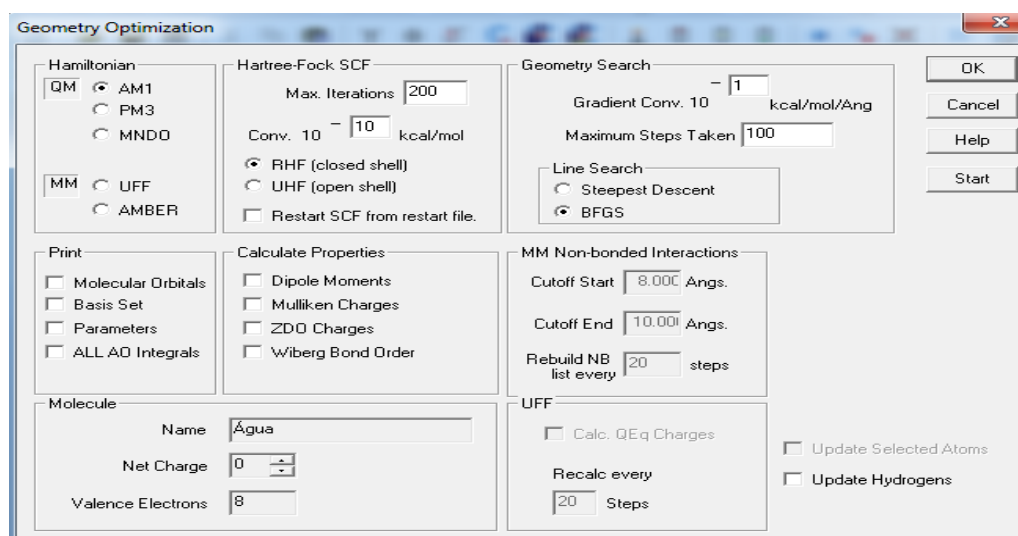 Geometry Optimization
Hamiltonian
QM AM1
PM3
MNDO
MM UFF
AMBER
Hartree-Fock SCF
Max. Iterations 200
Conv. 10 - 10 kcal/mol
RHF (closed shell)
UHF (open shell)
Restart SCF from restart file.
Geometry Search
Gradient Conv. 10 - 1 kcal/mol/Ang
Maximum Steps Taken 100
Line Search
Steepest Descent
BFGS
OK
Cancel
Help
Start
Print
Molecular Orbitals
Basis Set
Parameters
ALL AO Integrals
Calculate Properties
Dipole Moments
Mulliken Charges
ZDO Charges
Wiberg Bond Order
MM Non-bonded Interactions
Cutoff Start 8.000 Angs.
Cutoff End 10.00 Angs.
Rebuild NB 20 steps
list every
Molecule
Name Água
Net Charge 0
Valence Electrons 8
UFF
Calc. QEq Charges
Recalc every
20 Steps
Update Selected Atoms
Update Hydrogens